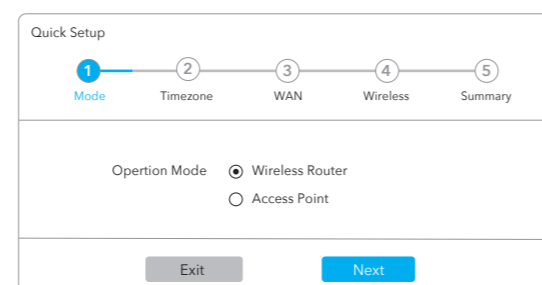 Quick Setup
1 2 3 4 5
Mode Timezone WAN Wireless Summary
Opertion Mode Wireless Router
Access Point
Exit Next